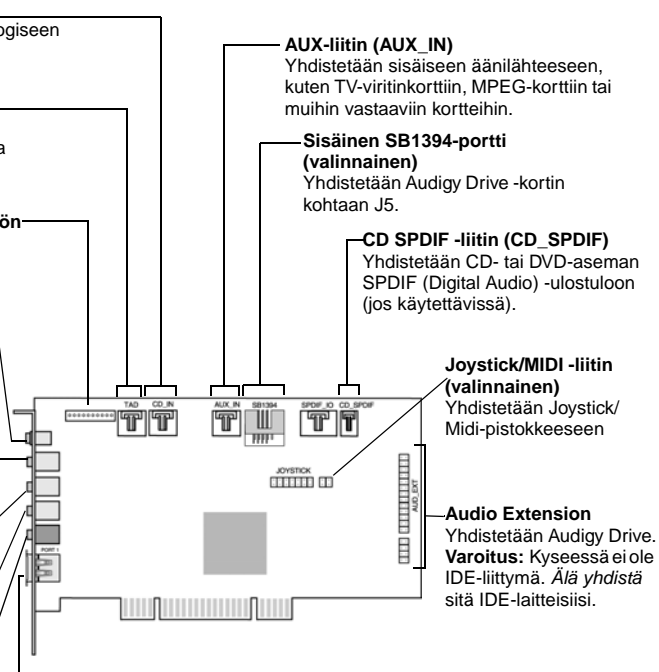 ogiseen
a
ön
AUX-liitin (AUX_IN)
Yhdistetään sisäiseen äänilähteeseen,
kuten TV-viritinkorttiin, MPEG-korttiin tai
muihin vastaaviin kortteihin.
Sisäinen SB1394-portti
(valinnainen)
Yhdistetään Audigy Drive -kortin
kohtaan J5.
CD SPDIF -liitin (CD_SPDIF)
Yhdistetään CD- tai DVD-aseman
SPDIF (Digital Audio) -ulostuloon
(jos käytettävissä).
Joystick/MIDI -liitin
(valinnainen)
Yhdistetään Joystick/
Midi-pistokkeeseen
TAD CD_IN AUX_IN SB1394 SPDIF_IO CD_SPDIF
JOYSTICK
AUD_EXT
PORT 1
Audio Extension
Yhdistetään Audigy Drive.
Varoitus: Kyseessä ei ole
IDE-liittymä. Älä yhdistä
sitä IDE-laitteisiisi.